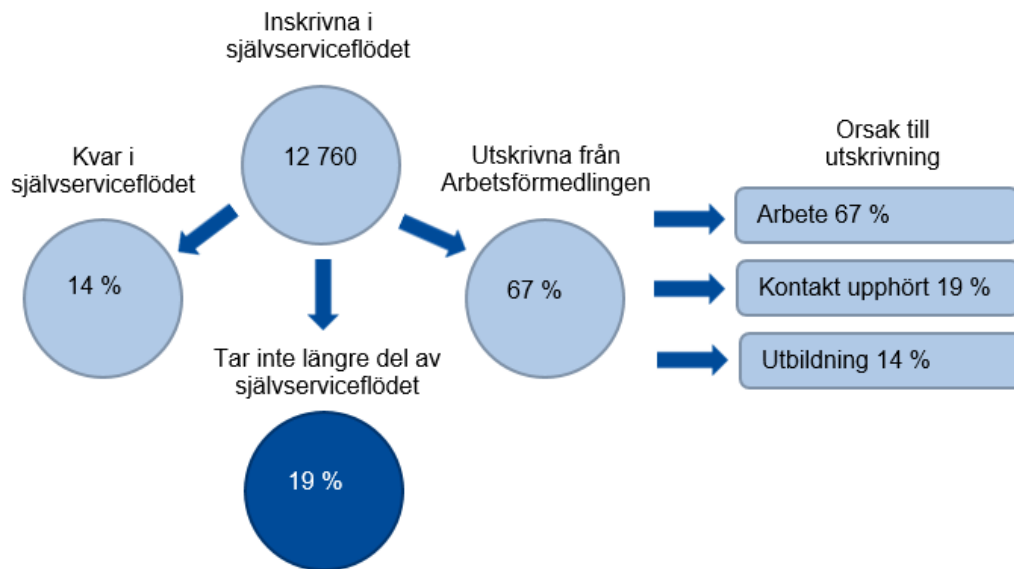 Inskrivna i
självserviceflödet
12 760
Kvar i
självserviceflödet
14 %
Tar inte längre del av
självserviceflödet
19 %
Utskrivna från
Arbetsförmedlingen
67 %
Orsak till
utskrivning
Arbete 67 %
Kontakt upphört 19 %
Utbildning 14 %